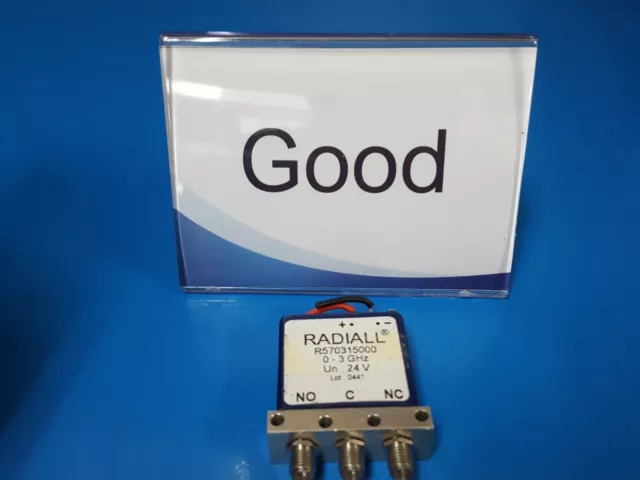 Good
+ • • -
RADIALL®
R570315000
0 - 3 GHz
Un : 24 V
Lot : 0441
NO C NC